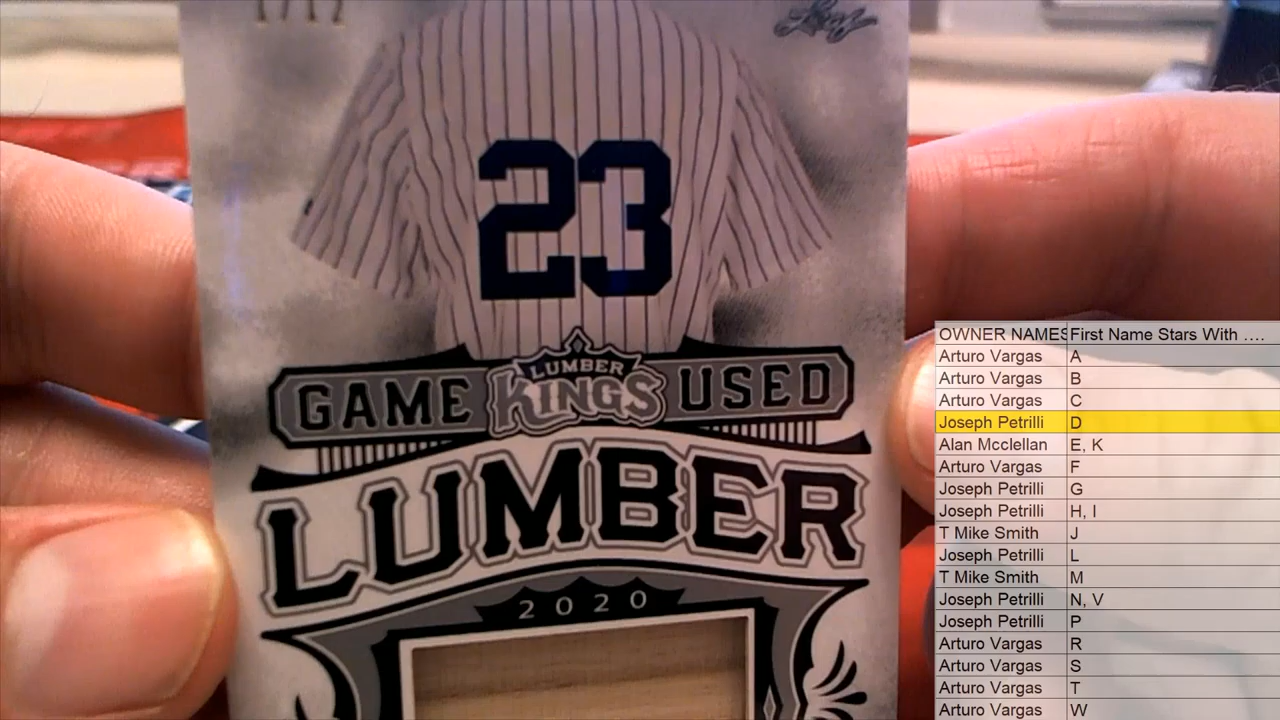 Leaf
23
GAME LUMBER KINGS USED
LUMBER
2020
OWNER NAMES First Name Stars With ....
Arturo Vargas A
Arturo Vargas B
Arturo Vargas C
Joseph Petrilli D
Alan Mcclellan E, K
Arturo Vargas F
Joseph Petrilli G
Joseph Petrilli H, I
T Mike Smith J
Joseph Petrilli L
T Mike Smith M
Joseph Petrilli N, V
Joseph Petrilli P
Arturo Vargas R
Arturo Vargas S
Arturo Vargas T
Arturo Vargas W